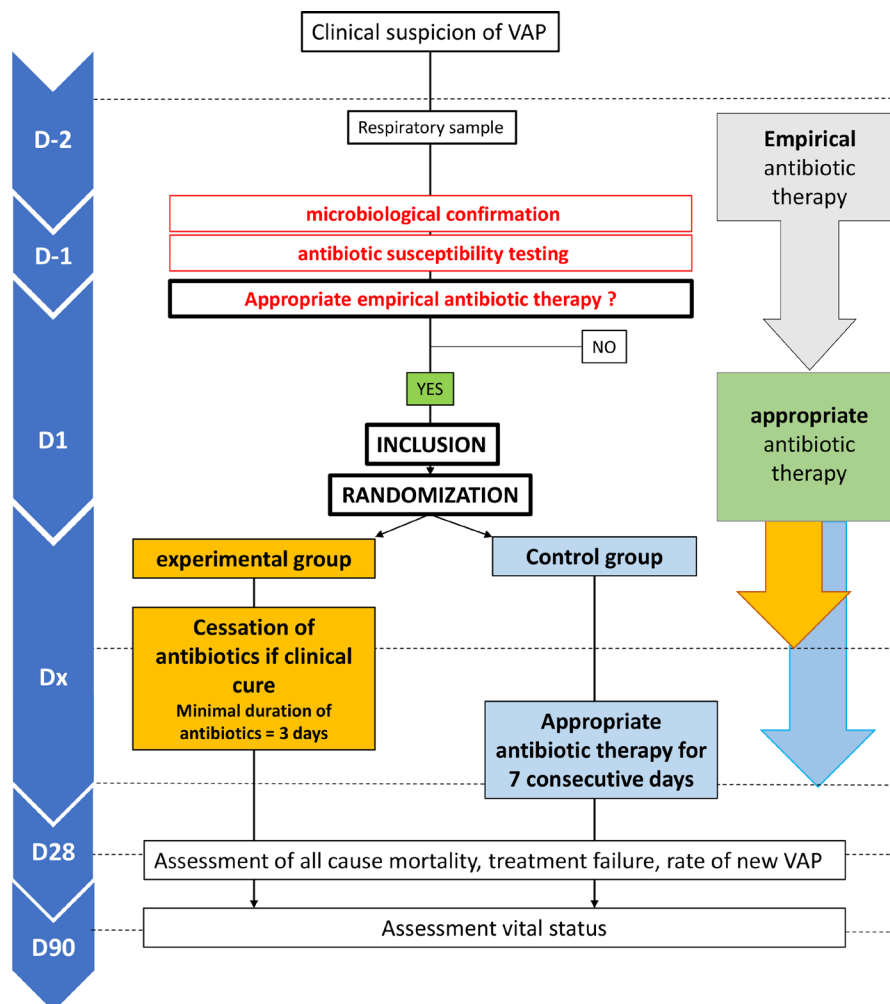 Clinical suspicion of VAP
D-2
Respiratory sample
Empirical
antibiotic
therapy
microbiological confirmation
D-1
antibiotic susceptibility testing
Appropriate empirical antibiotic therapy ?
NO
YES
D1
appropriate
antibiotic
therapy
INCLUSION
RANDOMIZATION
experimental group
Control group
Dx
Cessation of
antibiotics if clinical
cure
Minimal duration of
antibiotics = 3 days
Appropriate
antibiotic therapy for
7 consecutive days
D28
Assessment of all cause mortality, treatment failure, rate of new VAP
D90
Assessment vital status